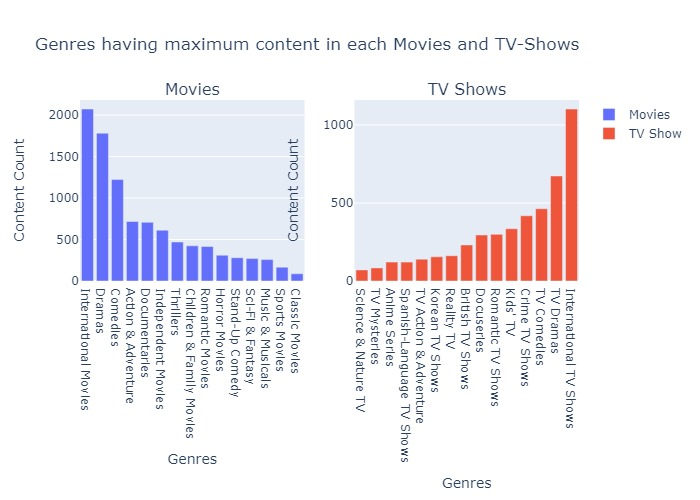 Genres having maximum content in each Movies and TV-Shows
Movies
TV Shows
Movies
TV Show
Content Count
2000
1500
1000
500
0
International Movies
Dramas
Comedies
Action & Adventure
Documentaries
Independent Movies
Thrillers
Children & Family Movies
Romantic Movies
Horror Movies
Stand-Up Comedy
Sci-Fi & Fantasy
Music & Musicals
Sports Movies
Classic Movies
Genres
Content Count
1000
500
0
Science & Nature TV
TV Mysteries
Anime Series
Spanish-Language TV Shows
TV Action & Adventure
Korean TV Shows
Reality TV
British TV Shows
Docuseries
Romantic TV Shows
Kids' TV
Crime TV Shows
TV Comedies
TV Dramas
International TV Shows
Genres